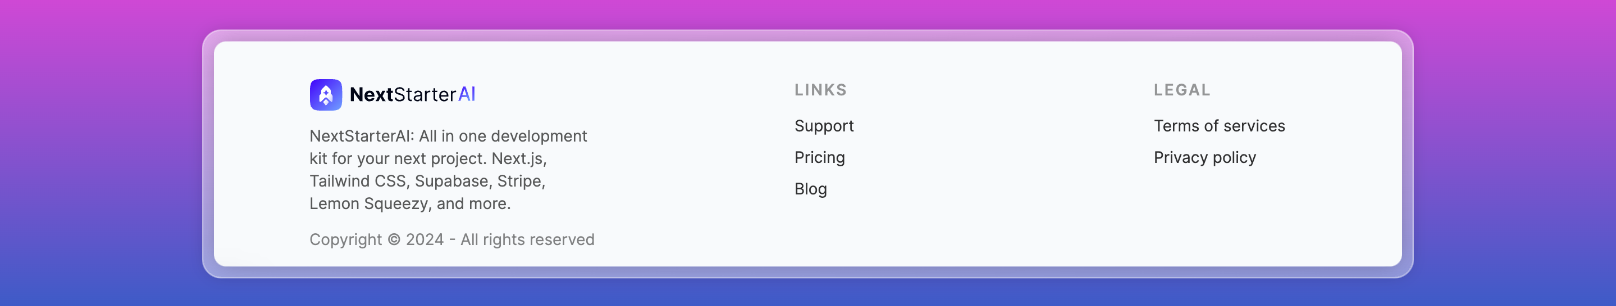 NextStarterAI
NextStarterAI: All in one development
kit for your next project. Next.js,
Tailwind CSS, Supabase, Stripe,
Lemon Squeezy, and more.
Copyright © 2024 - All rights reserved
LINKS
Support
Pricing
Blog
LEGAL
Terms of services
Privacy policy